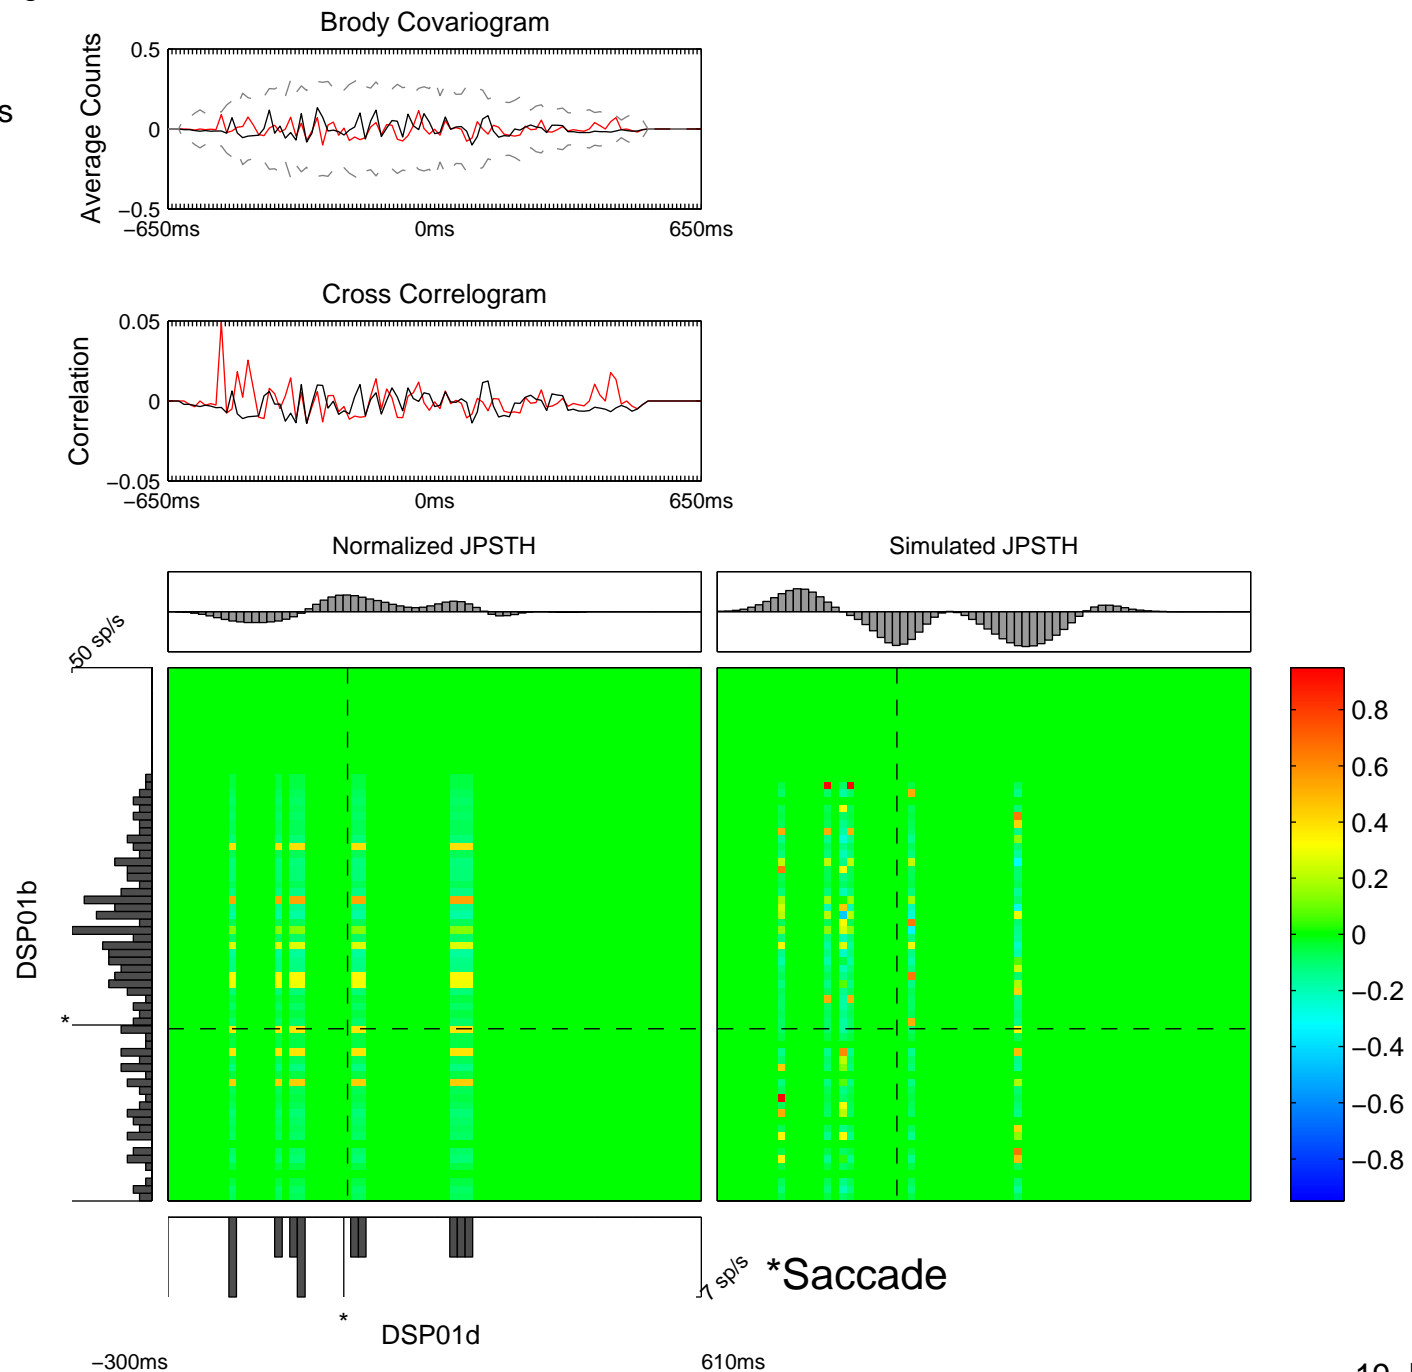 Brody Covariogram
Average Counts
0.5
0
−0.5
−650ms 0ms 650ms
s
Cross Correlogram
Correlation
0.05
0
−0.05
−650ms 0ms 650ms
Normalized JPSTH
Simulated JPSTH
50 sp/s
DSP01b
*
0.8
0.6
0.4
0.2
0
−0.2
−0.4
−0.6
−0.8
7 sp/s
*Saccade
*
DSP01d
−300ms 610ms